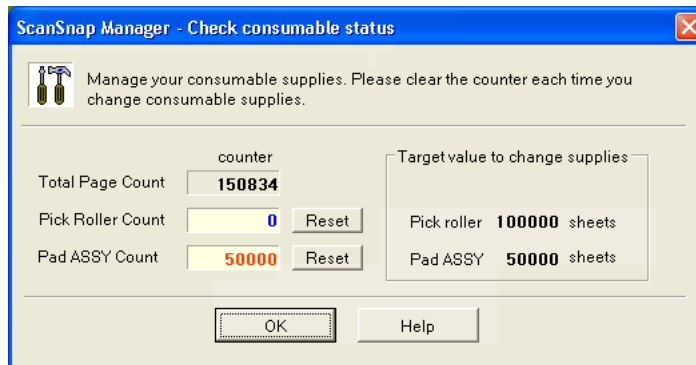 ScanSnap Manager - Check consumable status
Manage your consumable supplies. Please clear the counter each time you
change consumable supplies.
counter
Target value to change supplies
Total Page Count 150834
Pick Roller Count 0 Reset
Pick roller 100000 sheets
Pad ASSY Count 50000 Reset
Pad ASSY 50000 sheets
OK Help